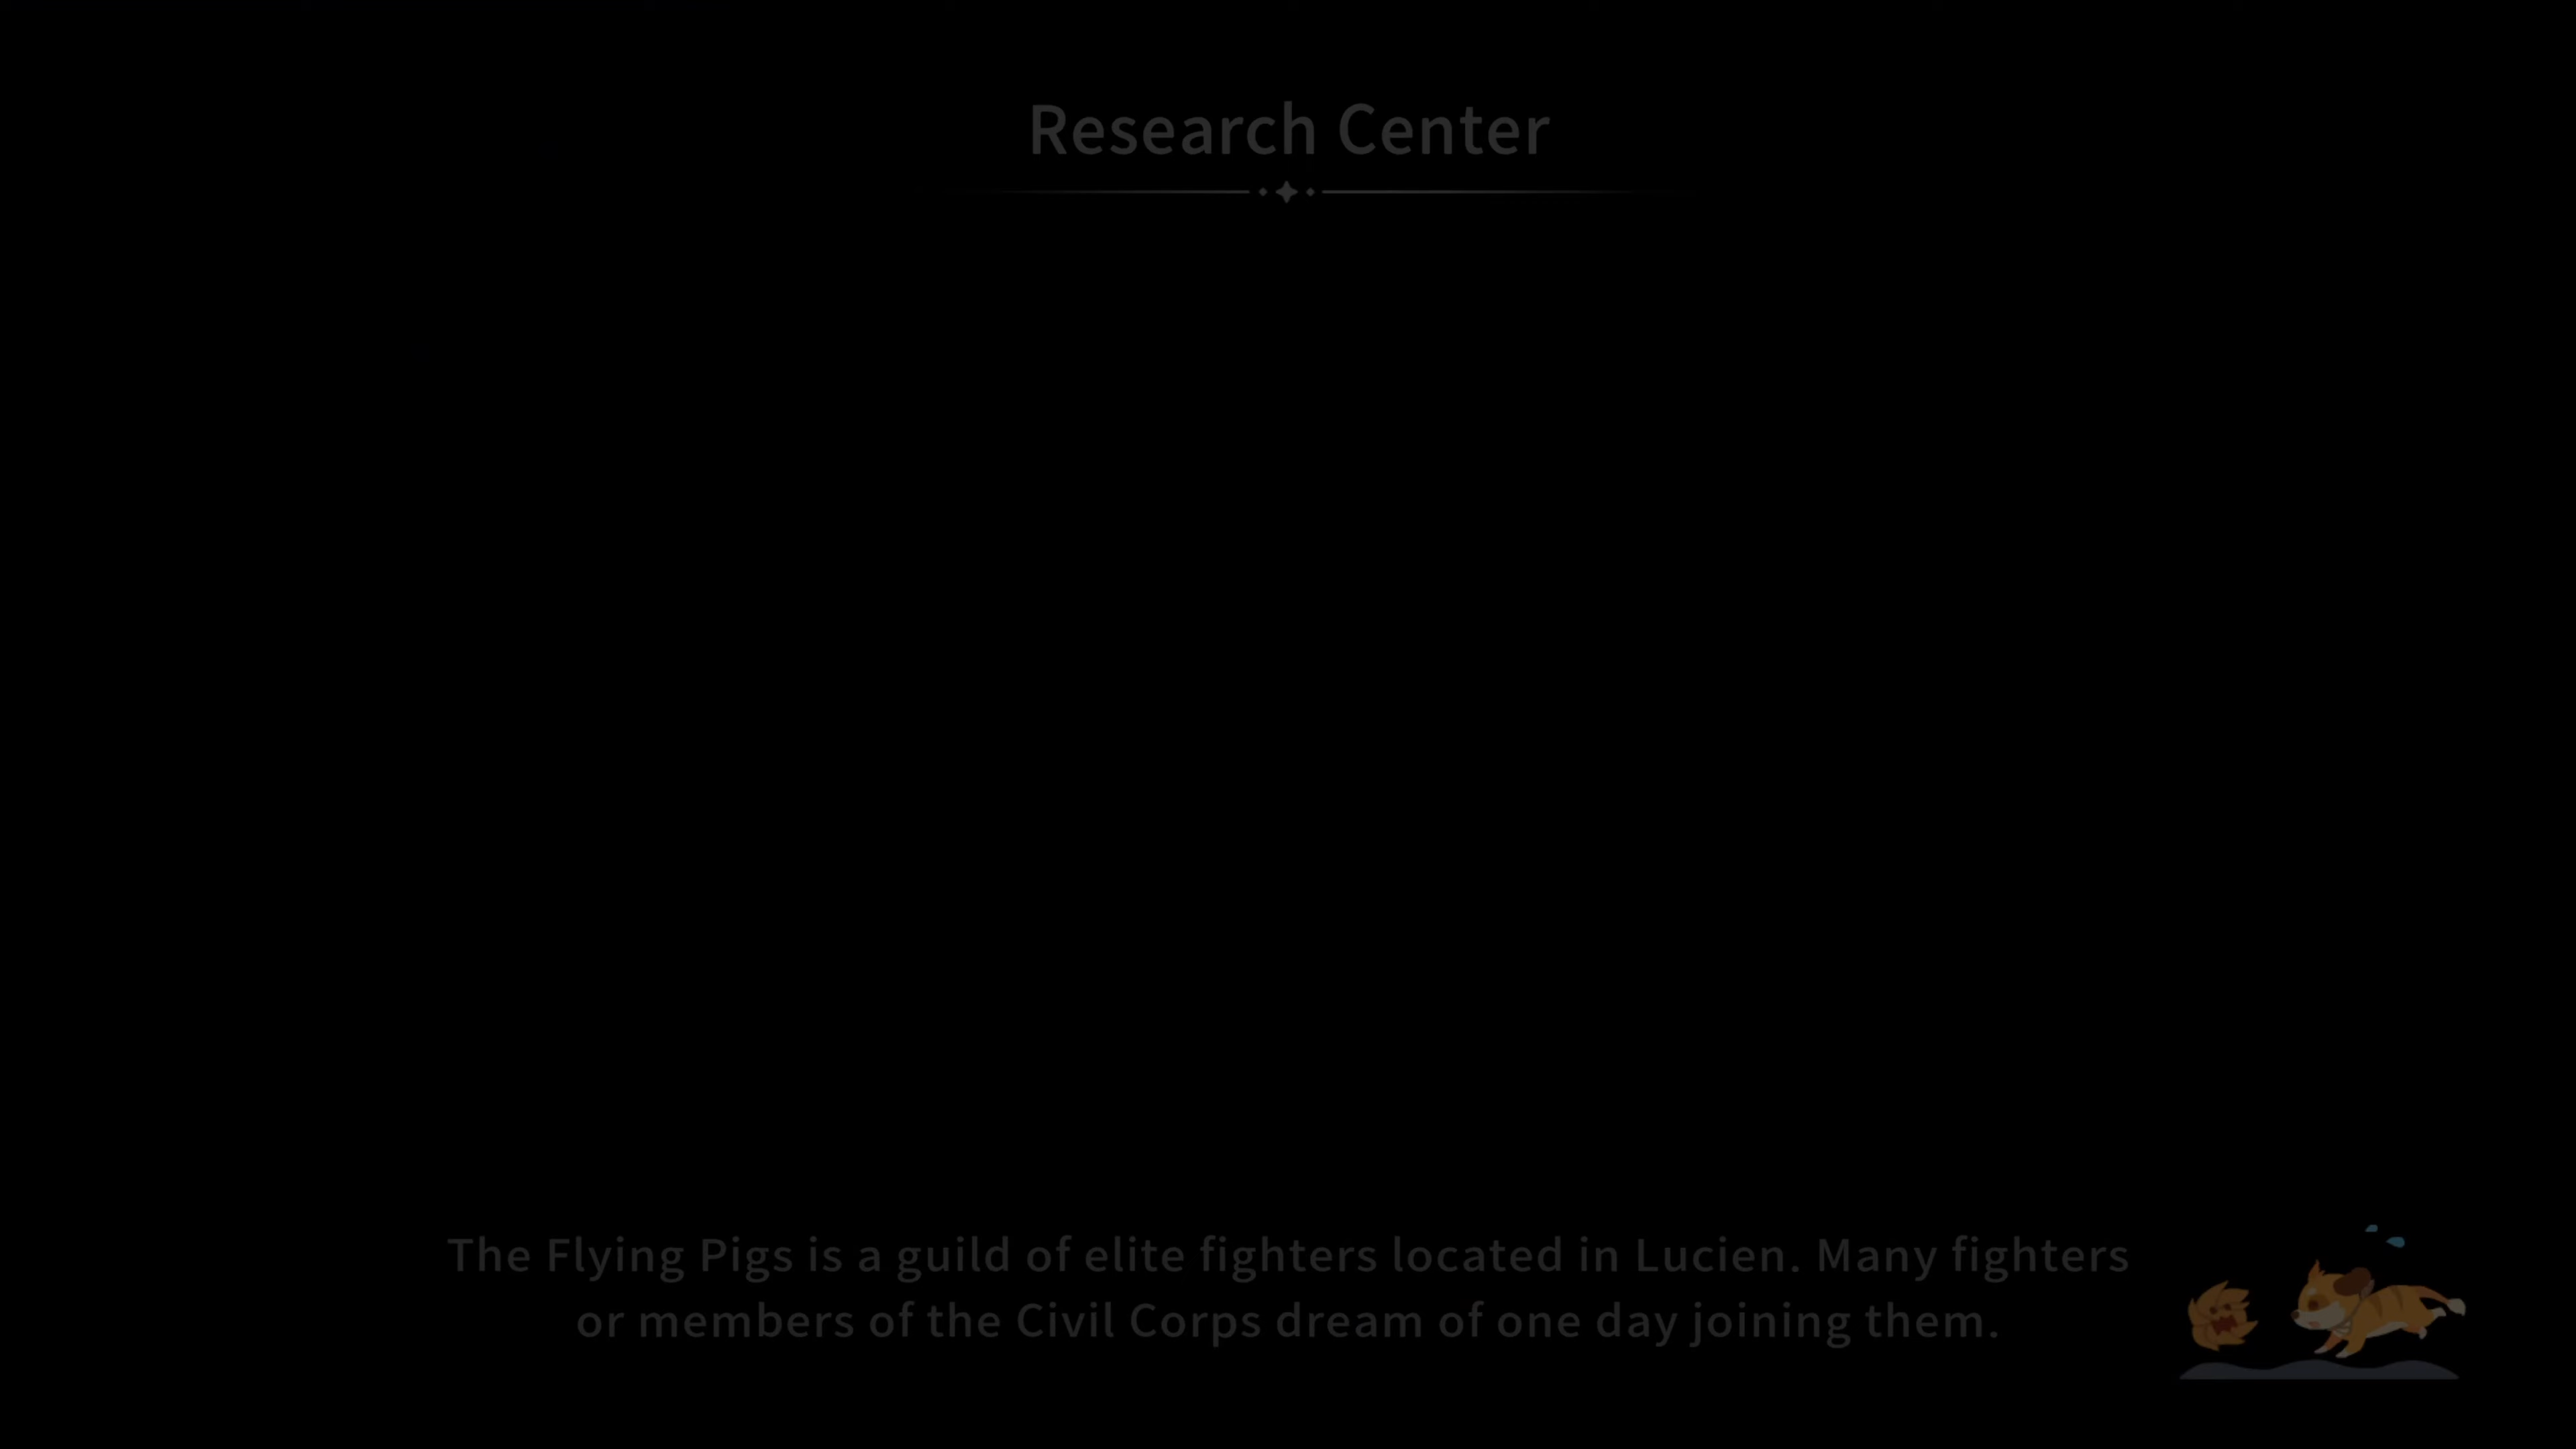 Research Center
The Flying Pigs is a guild of elite fighters located in Lucien. Many fighters
or members of the Civil Corps dream of one day joining them.